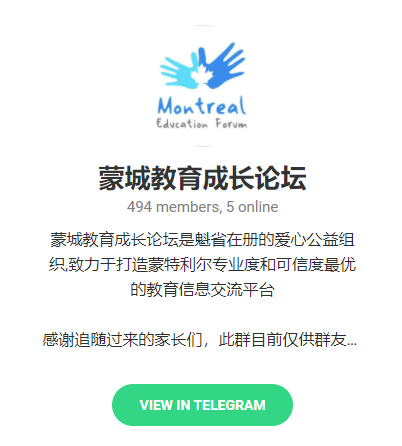 Montreal
Education Forum
蒙城教育成长论坛
494 members, 5 online
蒙城教育成长论坛是魁省在册的爱心公益组
织,致力于打造蒙特利尔专业度和可信度最优
的教育信息交流平台
感谢追随过来的家长们，此群目前仅供群友...
VIEW IN TELEGRAM